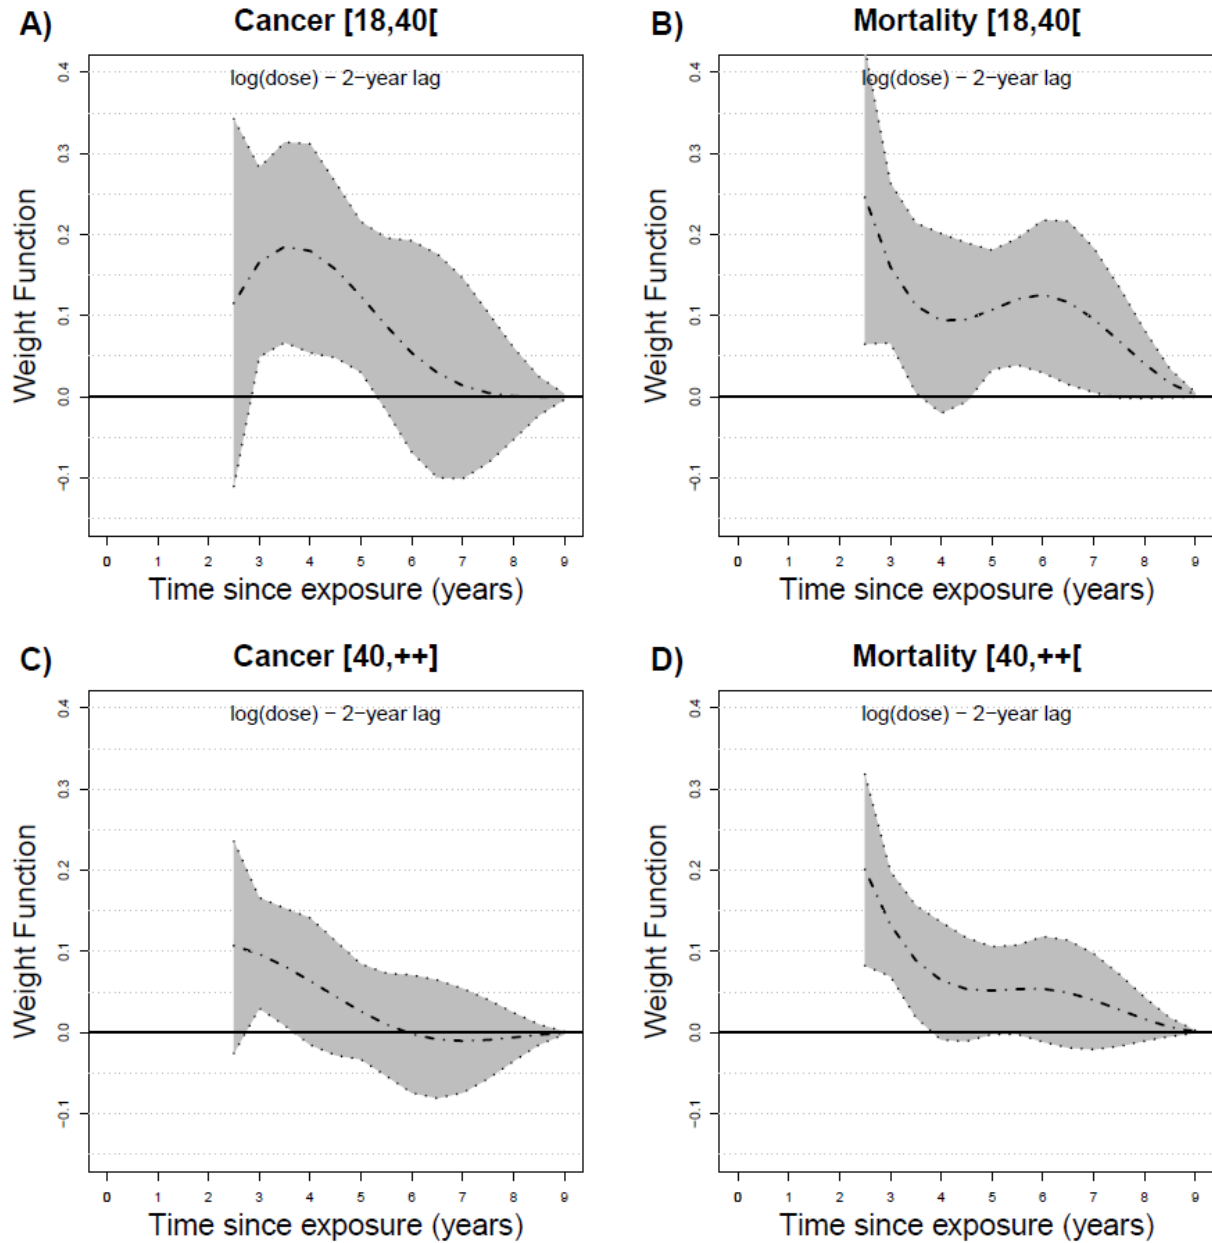 A) Cancer [18,40[
log(dose) − 2−year lag
Weight Function
0.4
0.3
0.2
0.1
0.0
−0.1
0 1 2 3 4 5 6 7 8 9
Time since exposure (years)
B) Mortality [18,40[
log(dose) − 2−year lag
Weight Function
0.4
0.3
0.2
0.1
0.0
−0.1
0 1 2 3 4 5 6 7 8 9
Time since exposure (years)
C) Cancer [40,++]
log(dose) − 2−year lag
Weight Function
0.4
0.3
0.2
0.1
0.0
−0.1
0 1 2 3 4 5 6 7 8 9
Time since exposure (years)
D) Mortality [40,++[
log(dose) − 2−year lag
Weight Function
0.4
0.3
0.2
0.1
0.0
−0.1
0 1 2 3 4 5 6 7 8 9
Time since exposure (years)